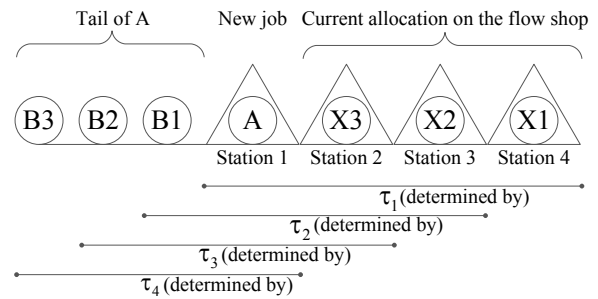 Tail of A New job Current allocation on the flow shop
B3 B2 B1 A X3 X2 X1
Station 1 Station 2 Station 3 Station 4
τ1 (determined by)
τ2 (determined by)
τ3 (determined by)
τ4 (determined by)